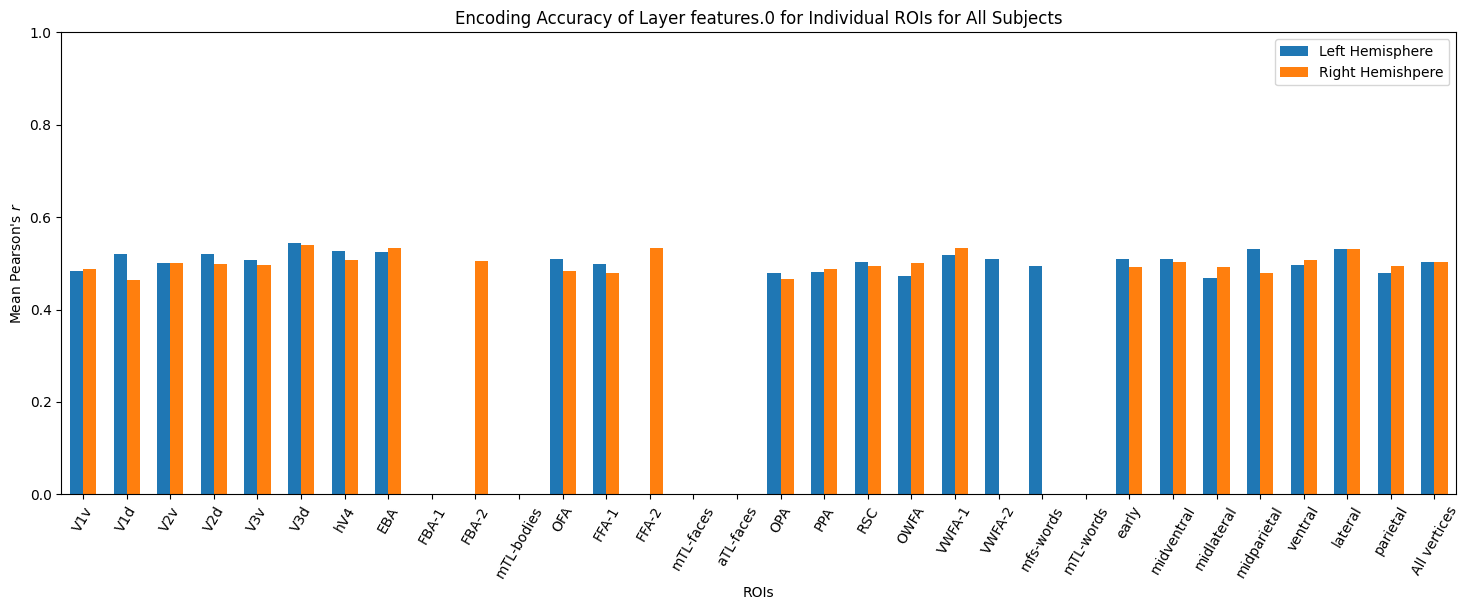 Encoding Accuracy of Layer features.0 for Individual ROIs for All Subjects
Left Hemisphere
Right Hemishpere
Mean Pearson's r
1.0
0.8
0.6
0.4
0.2
0.0
V1v
V1d
V2v
V2d
V3v
V3d
hV4
EBA
FBA-1
FBA-2
mTL-bodies
OFA
FFA-1
FFA-2
mTL-faces
aTL-faces
OPA
PPA
RSC
OWFA
VWFA-1
VWFA-2
mfs-words
mTL-words
early
midventral
midlateral
midparietal
ventral
lateral
parietal
All vertices
ROIs